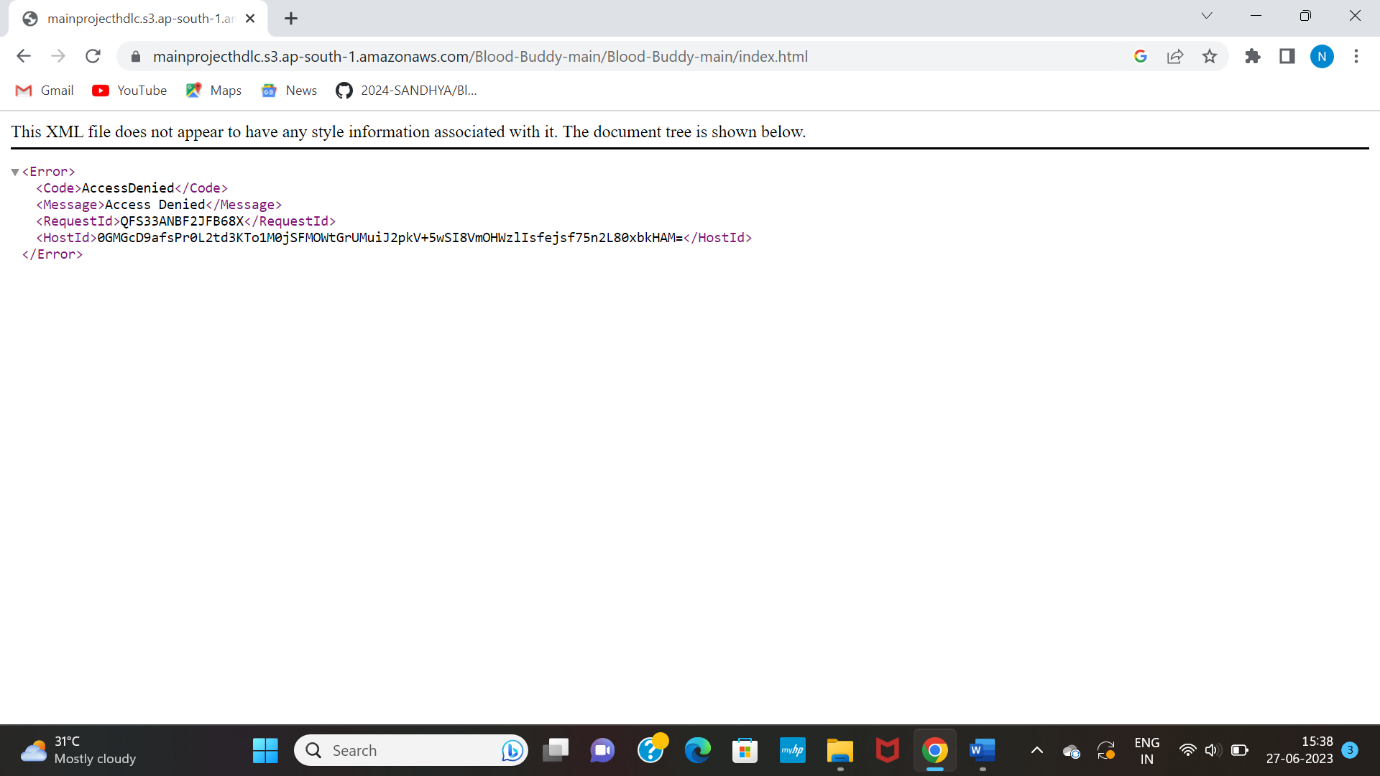 mainprojecthdlc.s3.ap-south-1.ar
mainprojecthdlc.s3.ap-south-1.amazonaws.com/Blood-Buddy-main/Blood-Buddy-main/index.html
N
Gmail YouTube Maps News 2024-SANDHYA/Bl...
This XML file does not appear to have any style information associated with it. The document tree is shown below.
▼<Error>
<Code>AccessDenied</Code>
<Message>Access Denied</Message>
<RequestId>QFS33ANBF2JFB68X</RequestId>
<HostId>0GMGcD9afsPr0L2td3KTo1M0jSFMOWtGrUMuiJ2pkV+5wSI8VmOHWzlIsfejsf75n2L80xbkHAM=</HostId>
</Error>
31°C
Mostly cloudy
Search
myhp
W
ENG
IN
15:38
27-06-2023
3